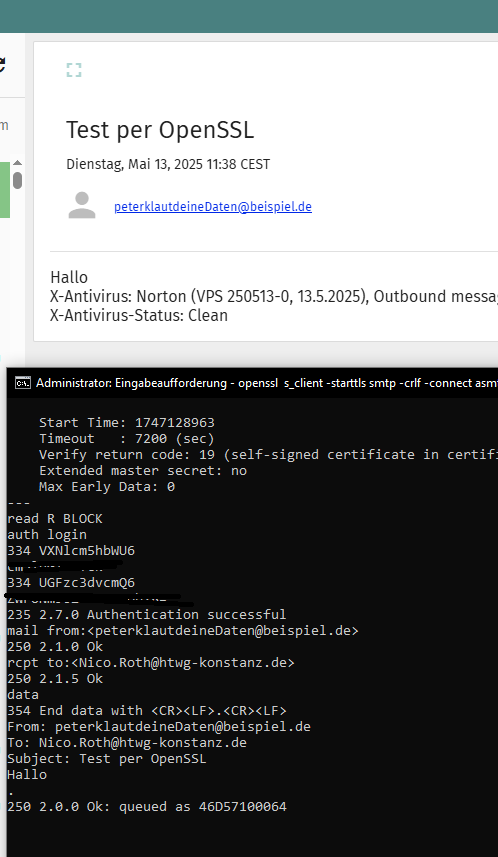 m
Test per OpenSSL
Dienstag, Mai 13, 2025 11:38 CEST
peterklautdeineDaten@beispiel.de
Hallo
X-Antivirus: Norton (VPS 250513-0, 13.5.2025), Outbound messa
X-Antivirus-Status: Clean
Administrator: Eingabeaufforderung - openssl s_client -starttls smtp -crlf -connect asmt
Start Time: 1747128963
Timeout   : 7200 (sec)
Verify return code: 19 (self-signed certificate in certifi
Extended master secret: no
Max Early Data: 0
---
read R BLOCK
auth login
334 VXNlcm5hbWU6
334 UGFzc3dvcmQ6
235 2.7.0 Authentication successful
mail from:<peterklautdeineDaten@beispiel.de>
250 2.1.0 Ok
rcpt to:<Nico.Roth@htwg-konstanz.de>
250 2.1.5 Ok
data
354 End data with <CR><LF>.<CR><LF>
From: peterklautdeineDaten@beispiel.de
To: Nico.Roth@htwg-konstanz.de
Subject: Test per OpenSSL
Hallo
.
250 2.0.0 Ok: queued as 46D57100064